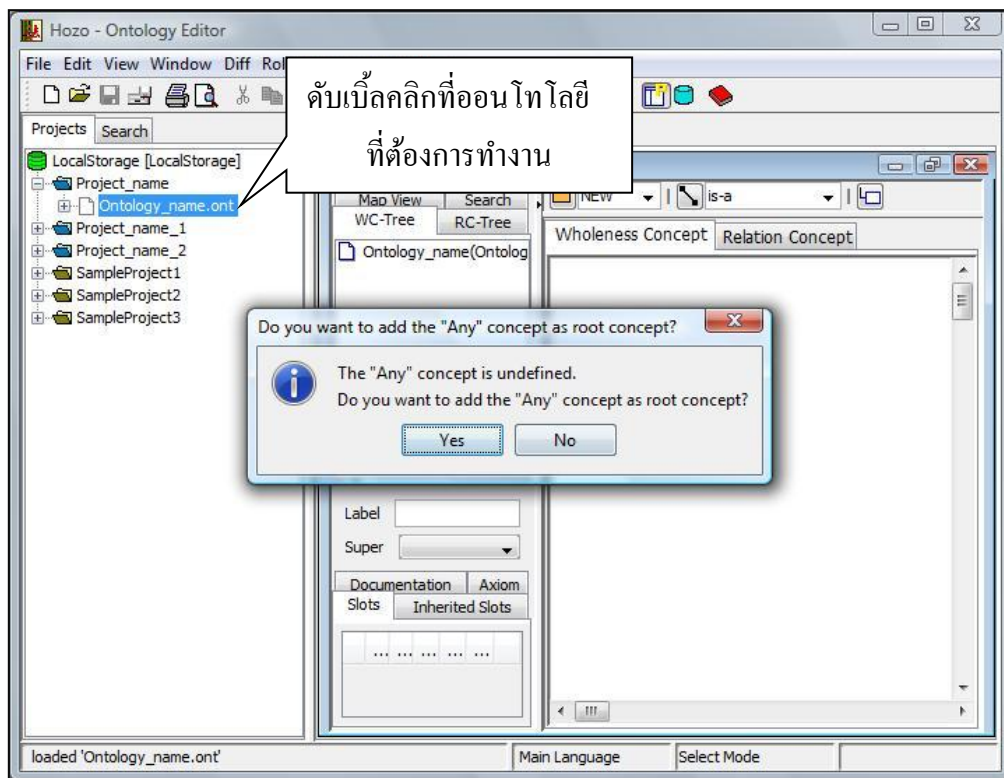 Hozo - Ontology Editor
File Edit View Window Diff Rol
ดับเบิ้ลคลิกที่ออนโทโลยี
ที่ต้องการทำงาน
Projects Search
LocalStorage [LocalStorage]
Project_name
Ontology_name.ont
Project_name_1
Project_name_2
SampleProject1
SampleProject2
SampleProject3
Map View Search
WC-Tree RC-Tree
Ontology_name(Ontolog
NEW is-a
Wholeness Concept Relation Concept
Do you want to add the "Any" concept as root concept?
The "Any" concept is undefined.
Do you want to add the "Any" concept as root concept?
Yes No
Label
Super
Documentation Axiom
Slots Inherited Slots
... ... ... ... ...
loaded 'Ontology_name.ont' Main Language Select Mode